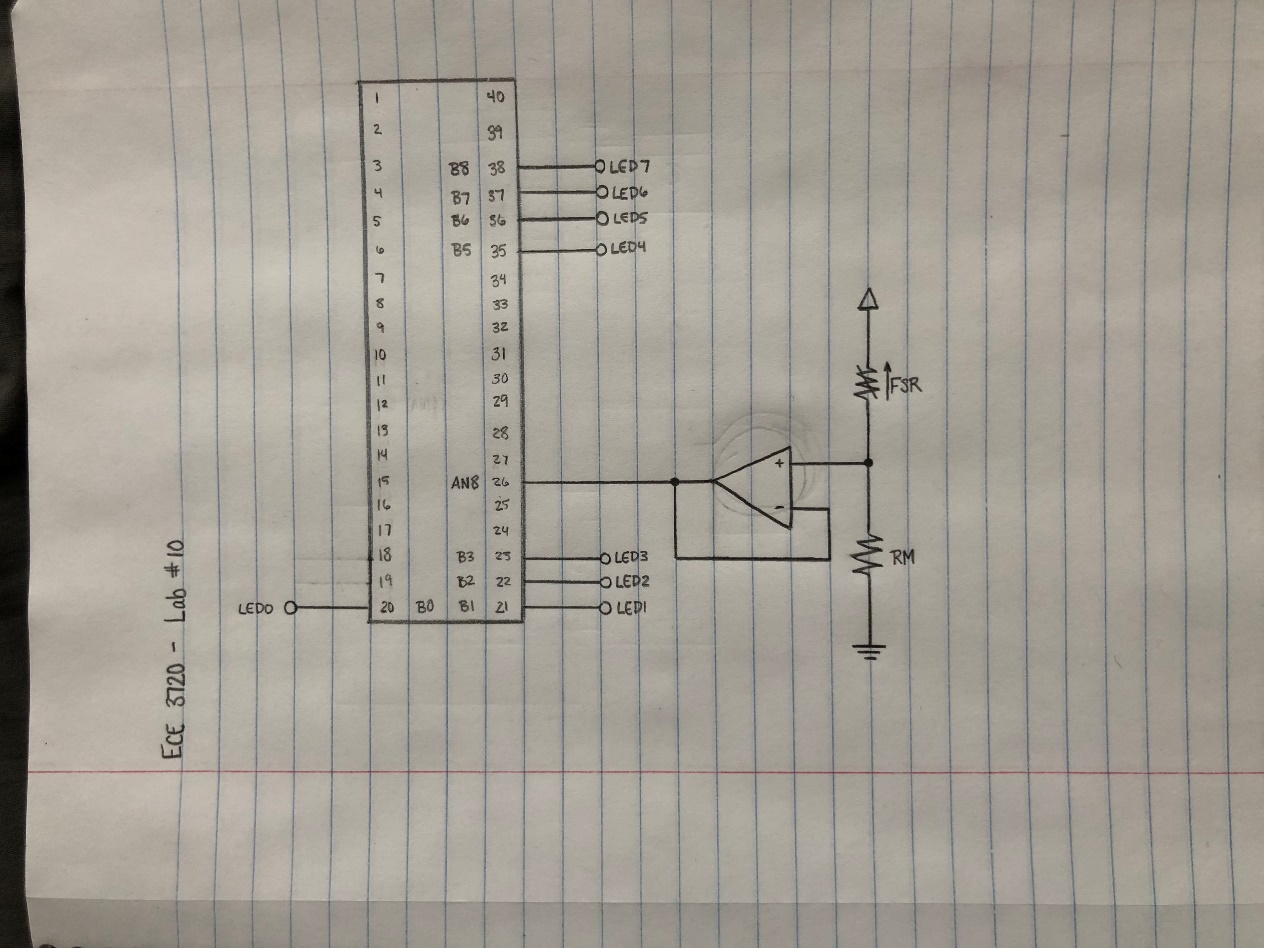 ECE 3720 - Lab #10
1 40
2 39
3 B8 38 LED7
4 B7 37 LED6
5 B6 36 LED5
6 B5 35 LED4
7 34
8 33
9 32
10 31
11 30
12 29
13 28
14 27
15 AN8 26
16 25
17 24
18 B3 23 LED3
19 B2 22 LED2
LED0 20 B0 B1 21 LED1
+
-
FSR
RM